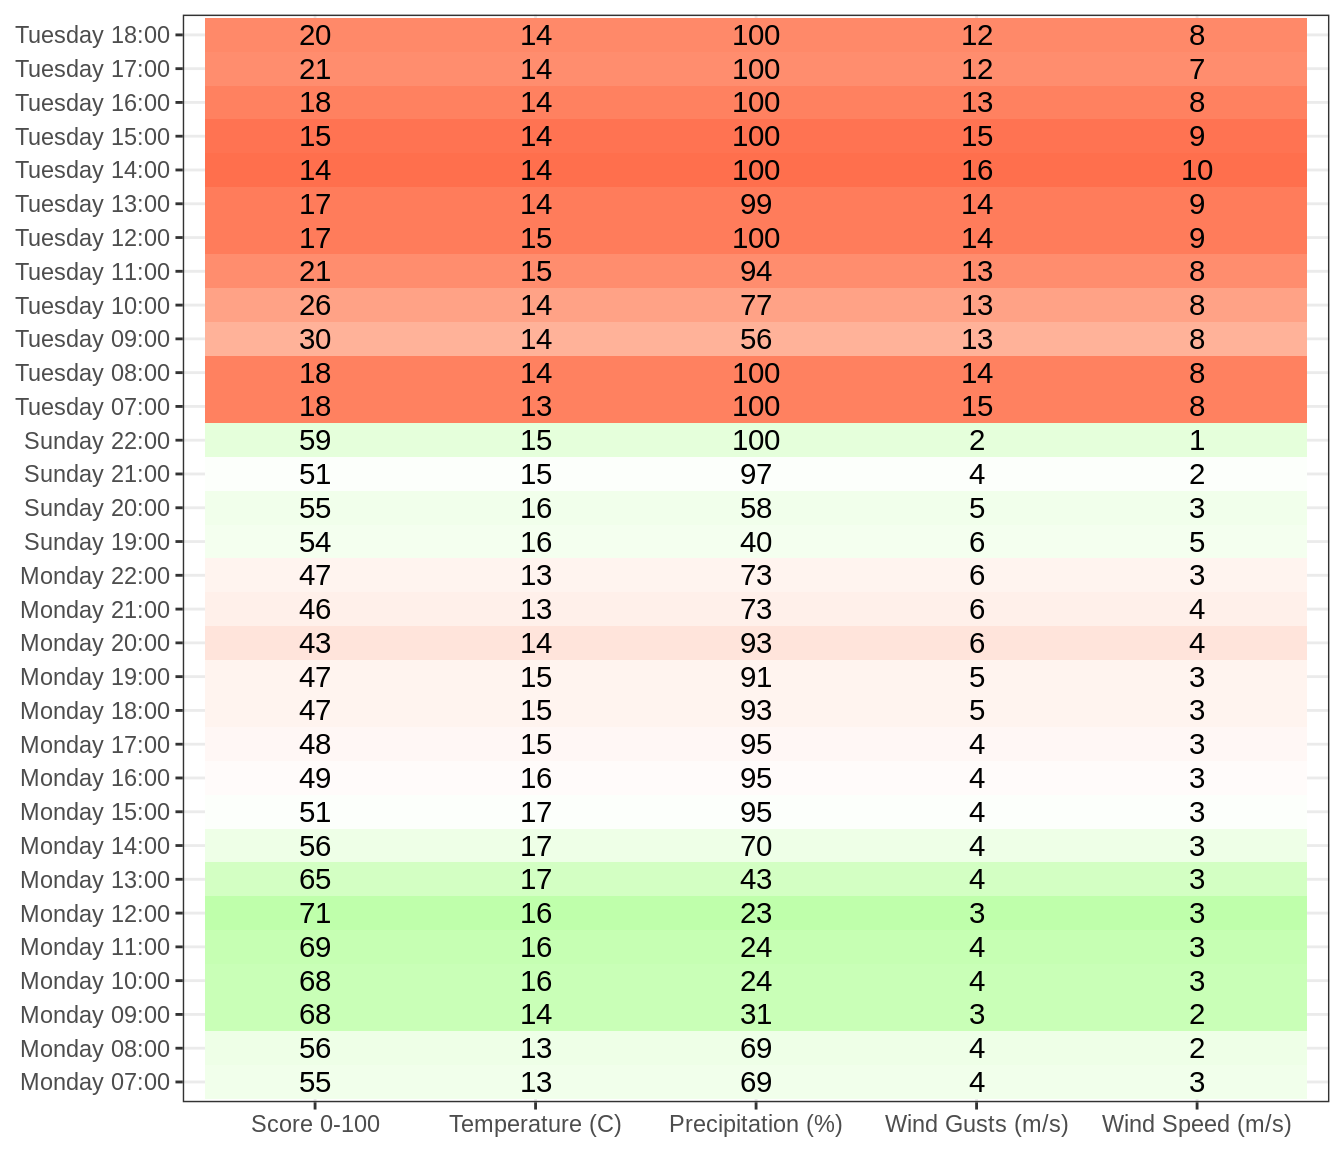 Tuesday 18:00 20 14 100 12 8
Tuesday 17:00 21 14 100 12 7
Tuesday 16:00 18 14 100 13 8
Tuesday 15:00 15 14 100 15 9
Tuesday 14:00 14 14 100 16 10
Tuesday 13:00 17 14 99 14 9
Tuesday 12:00 17 15 100 14 9
Tuesday 11:00 21 15 94 13 8
Tuesday 10:00 26 14 77 13 8
Tuesday 09:00 30 14 56 13 8
Tuesday 08:00 18 14 100 14 8
Tuesday 07:00 18 13 100 15 8
Sunday 22:00 59 15 100 2 1
Sunday 21:00 51 15 97 4 2
Sunday 20:00 55 16 58 5 3
Sunday 19:00 54 16 40 6 5
Monday 22:00 47 13 73 6 3
Monday 21:00 46 13 73 6 4
Monday 20:00 43 14 93 6 4
Monday 19:00 47 15 91 5 3
Monday 18:00 47 15 93 5 3
Monday 17:00 48 15 95 4 3
Monday 16:00 49 16 95 4 3
Monday 15:00 51 17 95 4 3
Monday 14:00 56 17 70 4 3
Monday 13:00 65 17 43 4 3
Monday 12:00 71 16 23 3 3
Monday 11:00 69 16 24 4 3
Monday 10:00 68 16 24 4 3
Monday 09:00 68 14 31 3 2
Monday 08:00 56 13 69 4 2
Monday 07:00 55 13 69 4 3
Score 0-100 Temperature (C) Precipitation (%) Wind Gusts (m/s) Wind Speed (m/s)